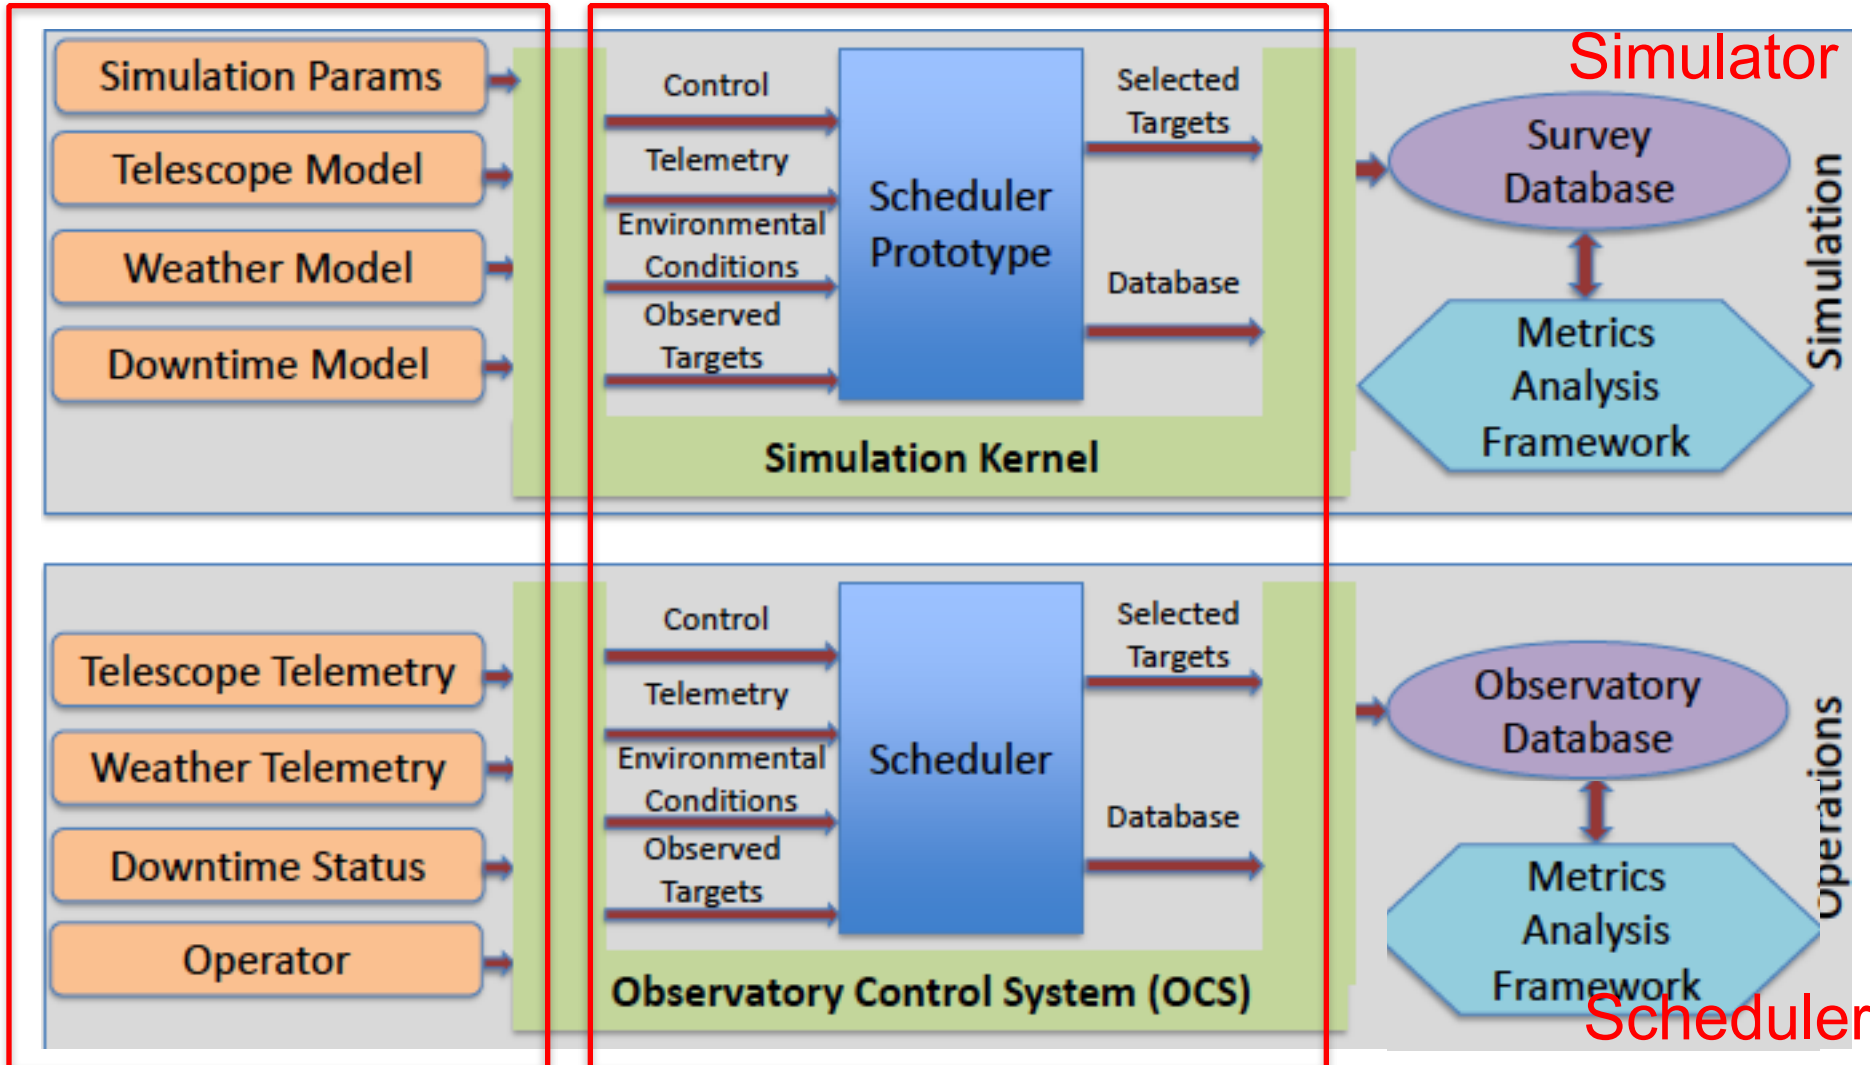 Simulator
Simulation Params
Telescope Model
Weather Model
Downtime Model
Control
Telemetry
Environmental
Conditions
Observed
Targets
Scheduler
Prototype
Selected
Targets
Database
Simulation Kernel
Survey
Database
Metrics
Analysis
Framework
Simulation
Telescope Telemetry
Weather Telemetry
Downtime Status
Operator
Control
Telemetry
Environmental
Conditions
Observed
Targets
Scheduler
Selected
Targets
Database
Observatory Control System (OCS)
Observatory
Database
Metrics
Analysis
Framework
Operations
Scheduler